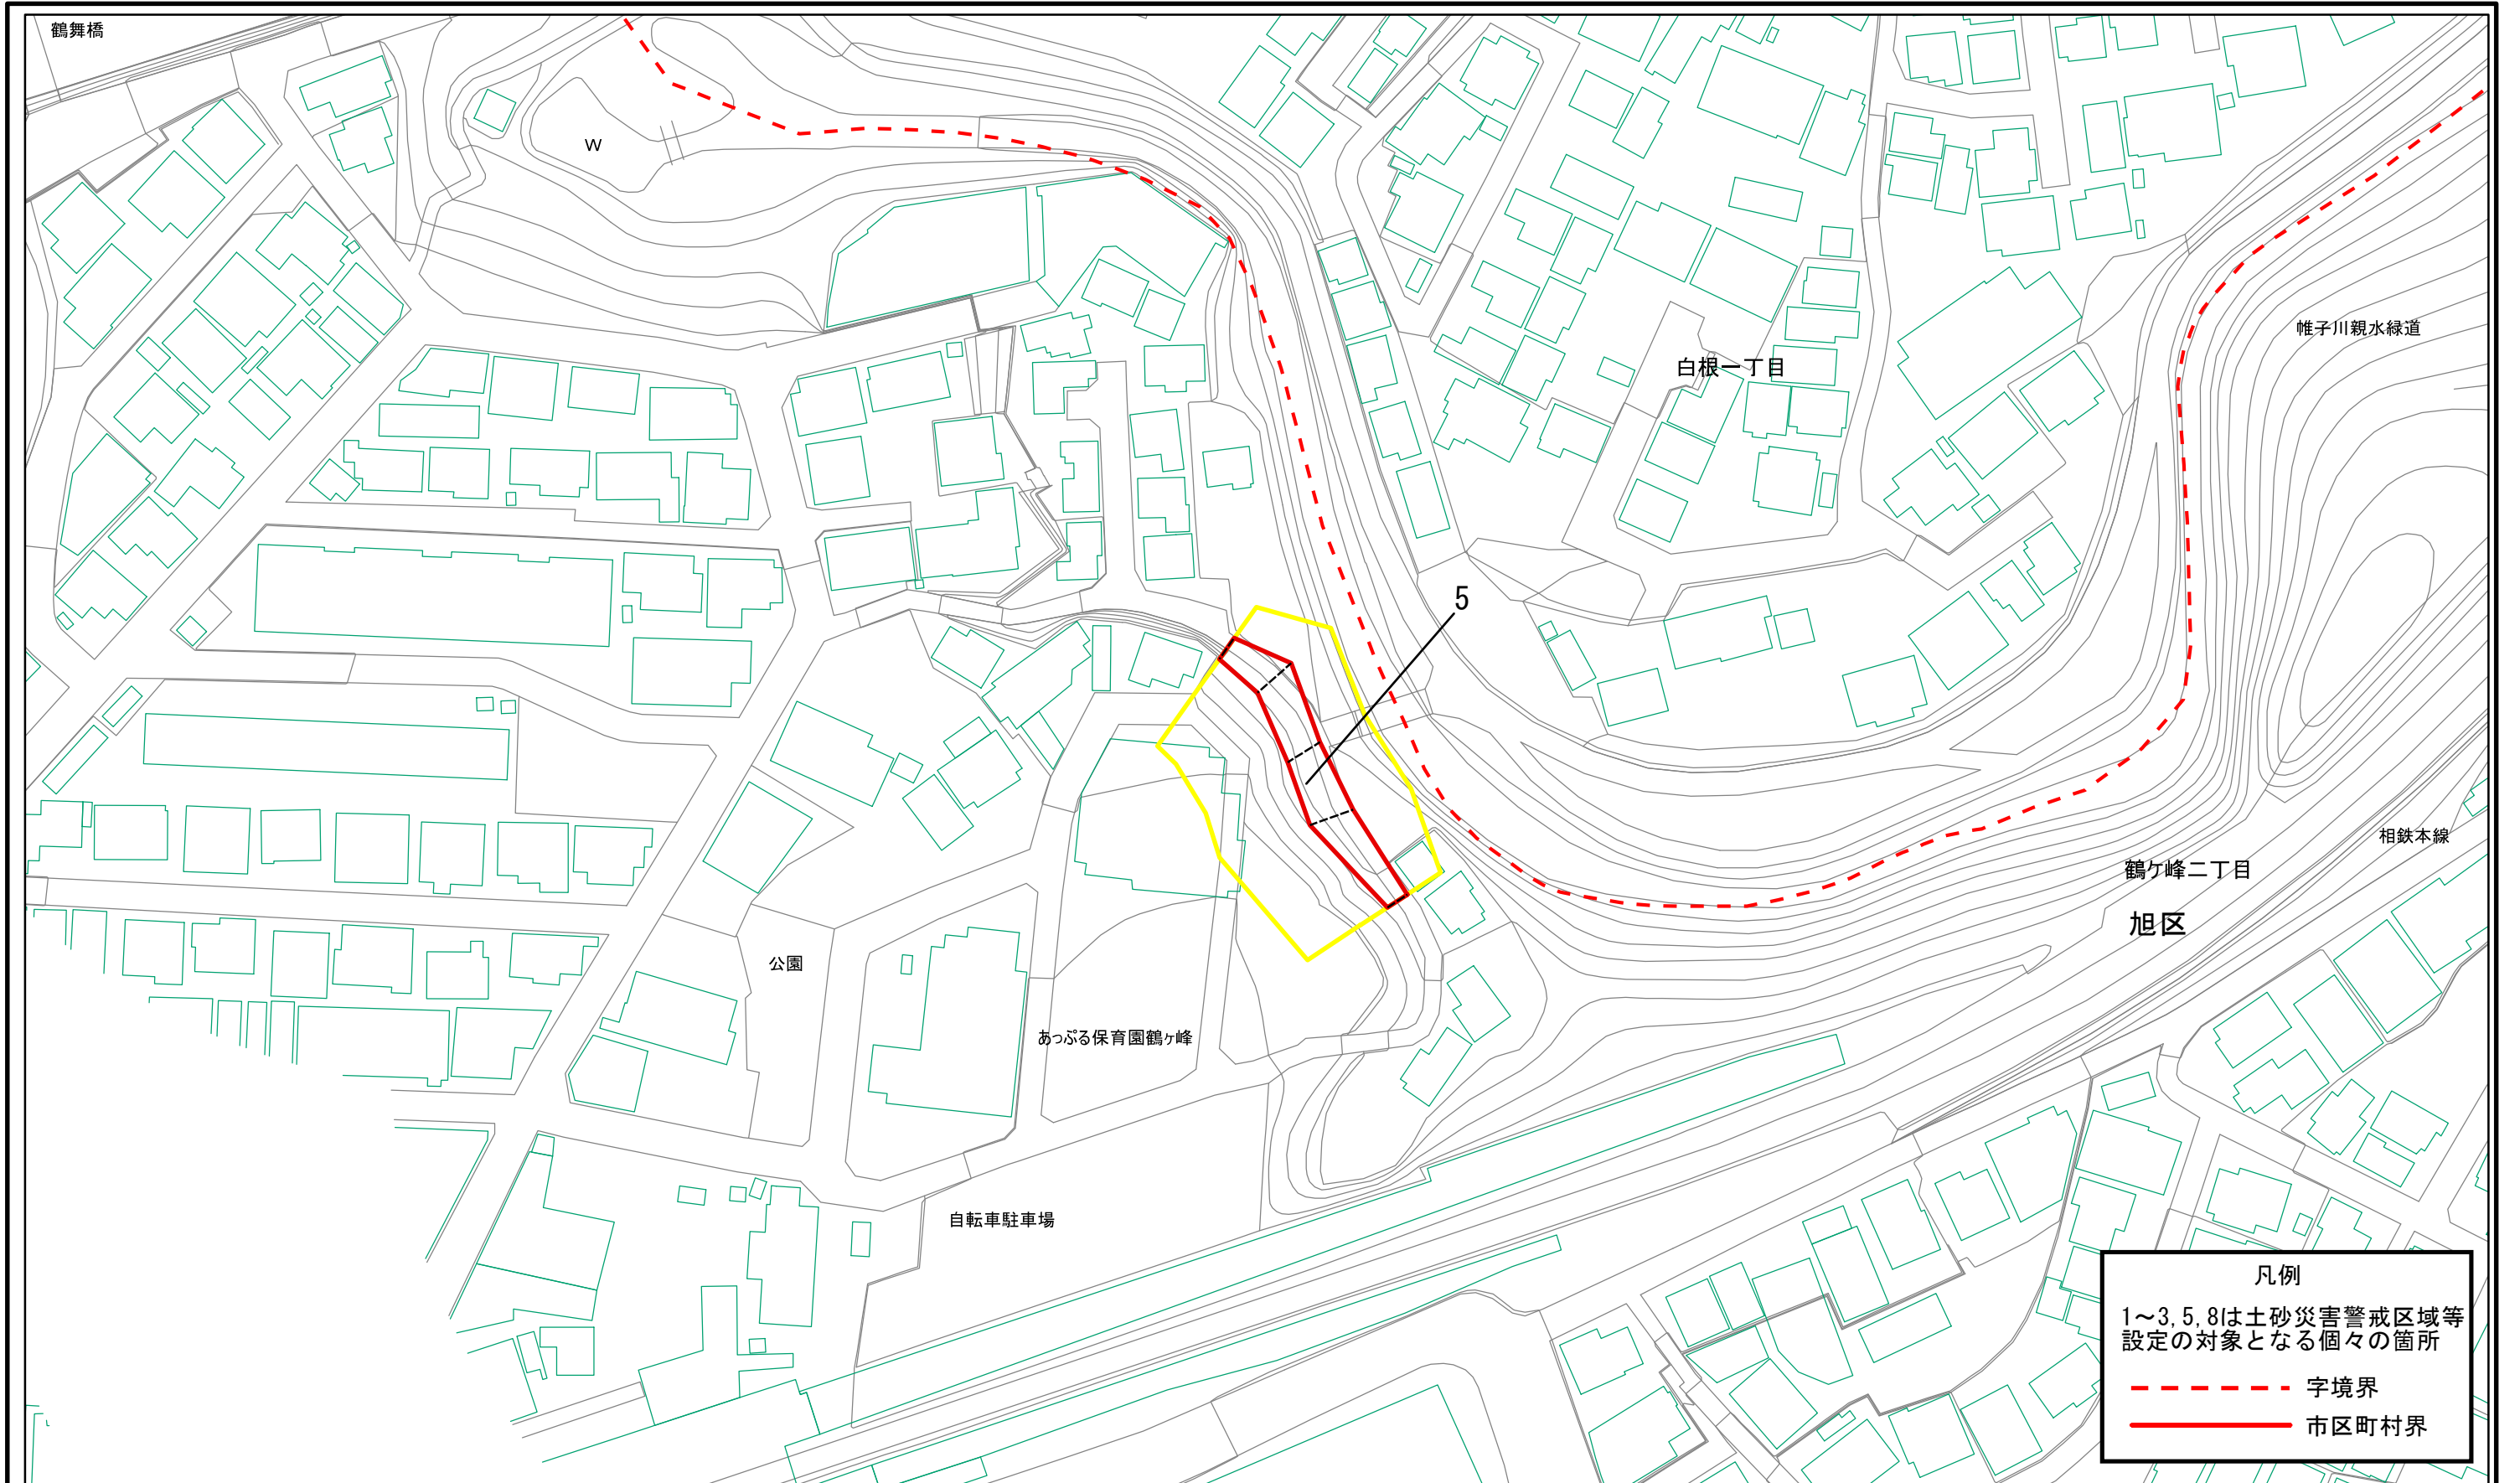 鶴舞橋
W
帷子川親水緑道
白根一丁目
5
相鉄本線
鶴ケ峰二丁目
旭区
公園
あっぷる保育園鶴ヶ峰
自転車駐車場
凡例
1～3,5,8は土砂災害警戒区域等
設定の対象となる個々の箇所
字境界
市区町村界